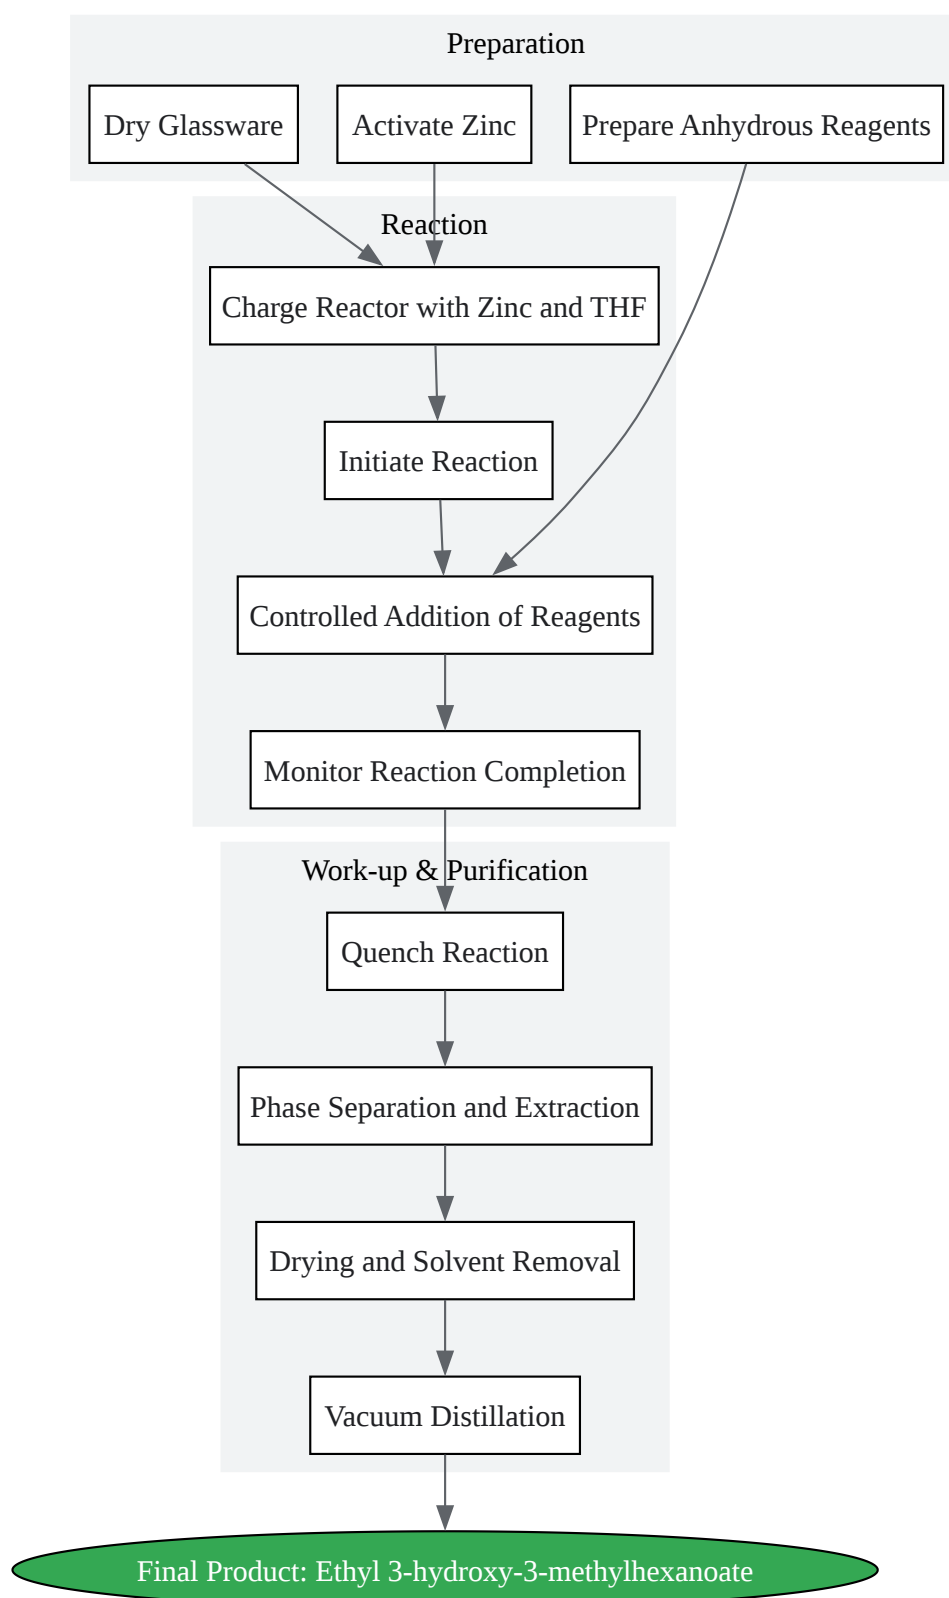 Preparation
Dry Glassware
Activate Zinc
Prepare Anhydrous Reagents
Reaction
Charge Reactor with Zinc and THF
Initiate Reaction
Controlled Addition of Reagents
Monitor Reaction Completion
Work-up & Purification
Quench Reaction
Phase Separation and Extraction
Drying and Solvent Removal
Vacuum Distillation
Final Product: Ethyl 3-hydroxy-3-methylhexanoate